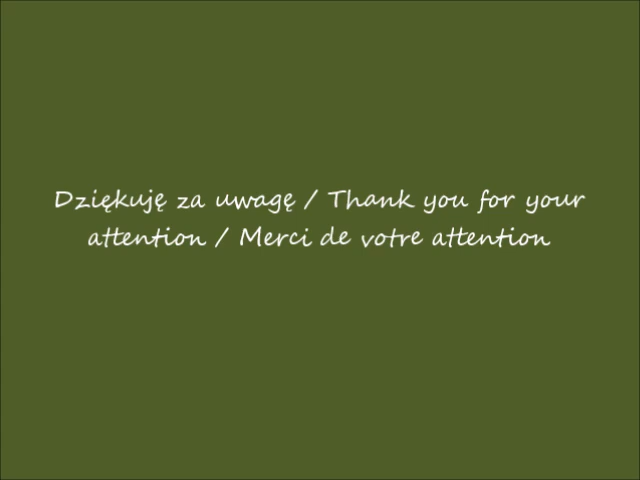 Dziękuję za uwagę / Thank you for your
attention / Merci de votre attention